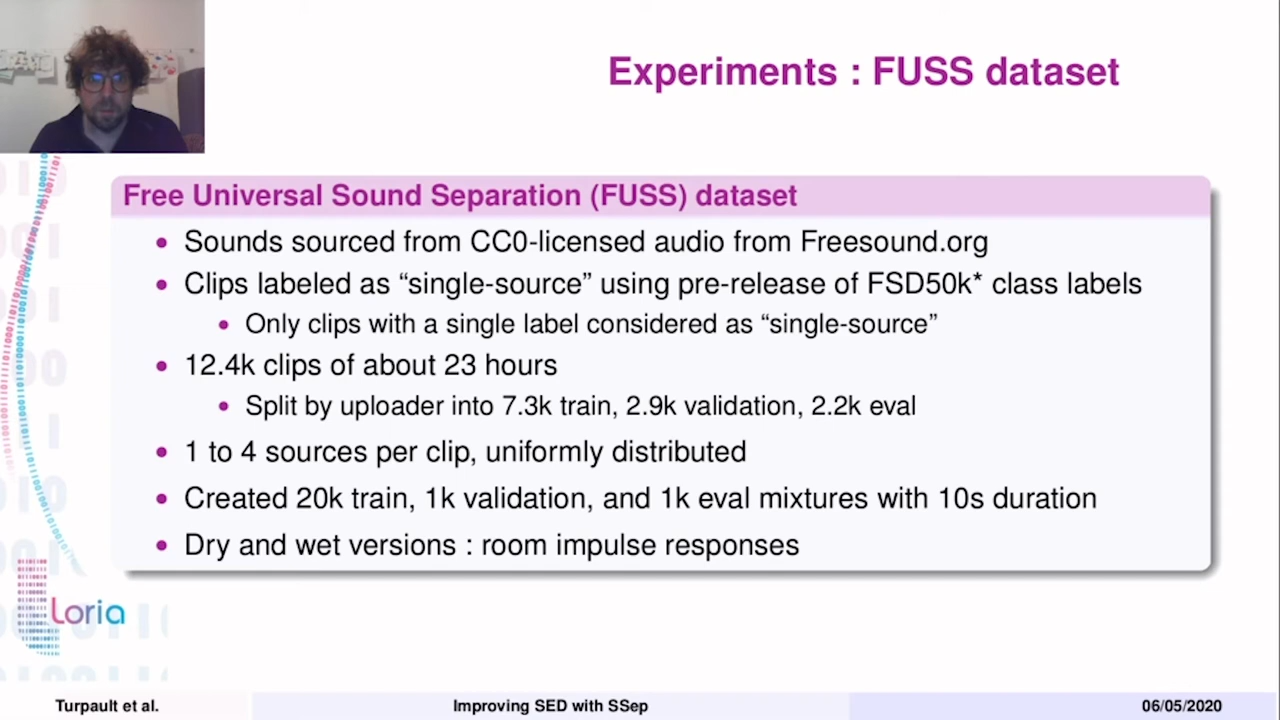 Experiments : FUSS dataset
Free Universal Sound Separation (FUSS) dataset
Sounds sourced from CC0-licensed audio from Freesound.org
Clips labeled as “single-source” using pre-release of FSD50k* class labels
Only clips with a single label considered as “single-source”
12.4k clips of about 23 hours
Split by uploader into 7.3k train, 2.9k validation, 2.2k eval
1 to 4 sources per clip, uniformly distributed
Created 20k train, 1k validation, and 1k eval mixtures with 10s duration
Dry and wet versions : room impulse responses
Loria
Turpault et al.
Improving SED with SSep
06/05/2020